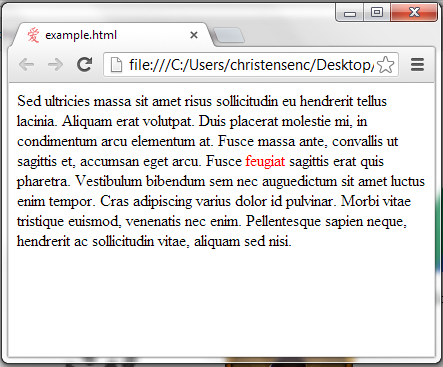 愛 example.html
file:///C:/Users/christensenc/Desktop/
Sed ultricies massa sit amet risus sollicitudin eu hendrerit tellus
lacinia. Aliquam erat volutpat. Duis placerat molestie mi, in
condimentum arcu elementum at. Fusce massa ante, convallis ut
sagittis et, accumsan eget arcu. Fusce feugiat sagittis erat quis
pharetra. Vestibulum bibendum sem nec auguedictum sit amet luctus
enim tempor. Cras adipiscing varius dolor id pulvinar. Morbi vitae
tristique euismod, venenatis nec enim. Pellentesque sapien neque,
hendrerit ac sollicitudin vitae, aliquam sed nisi.